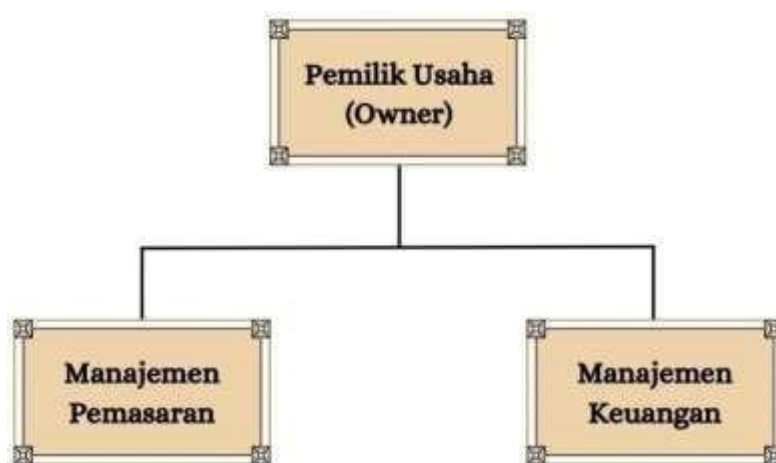 Pemilik Usaha
(Owner)
Manajemen
Pemasaran
Manajemen
Keuangan